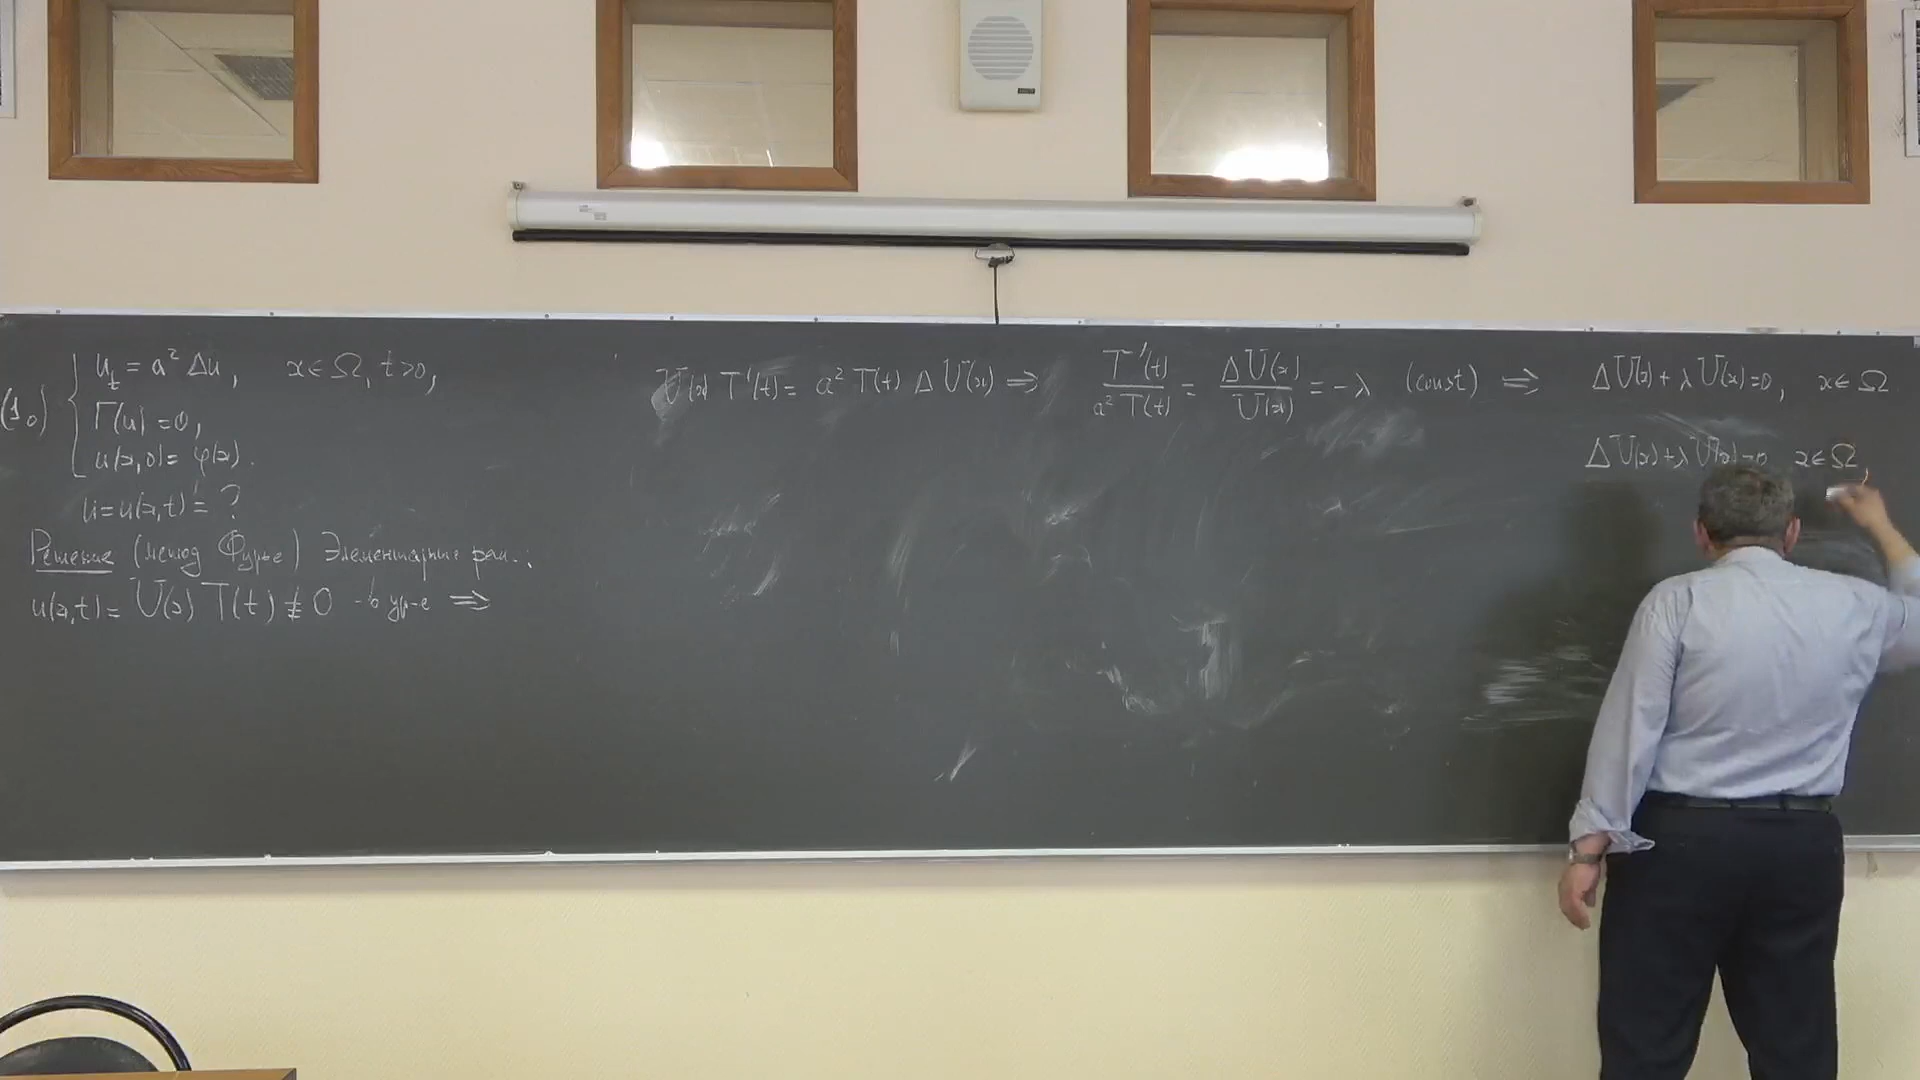 (1₀) { u_t = a² Δu, x ∈ Ω, t>0,
Γ(u) = 0,
u(x,0) = φ(x).
u = u(x,t) = ?
Решение (метод Фурье) Элементарные реш.:
u(x,t) = U(x) T(t) ≢ 0 - в ур-е ⇒
U(x) T'(t) = a² T(t) Δ U(x) ⇒ T'(t) / a² T(t) = ΔU(x) / U(x) = -λ (const) ⇒ ΔU(x) + λ U(x) = 0, x ∈ Ω
ΔU(x) + λ U(x) = 0 x ∈ Ω